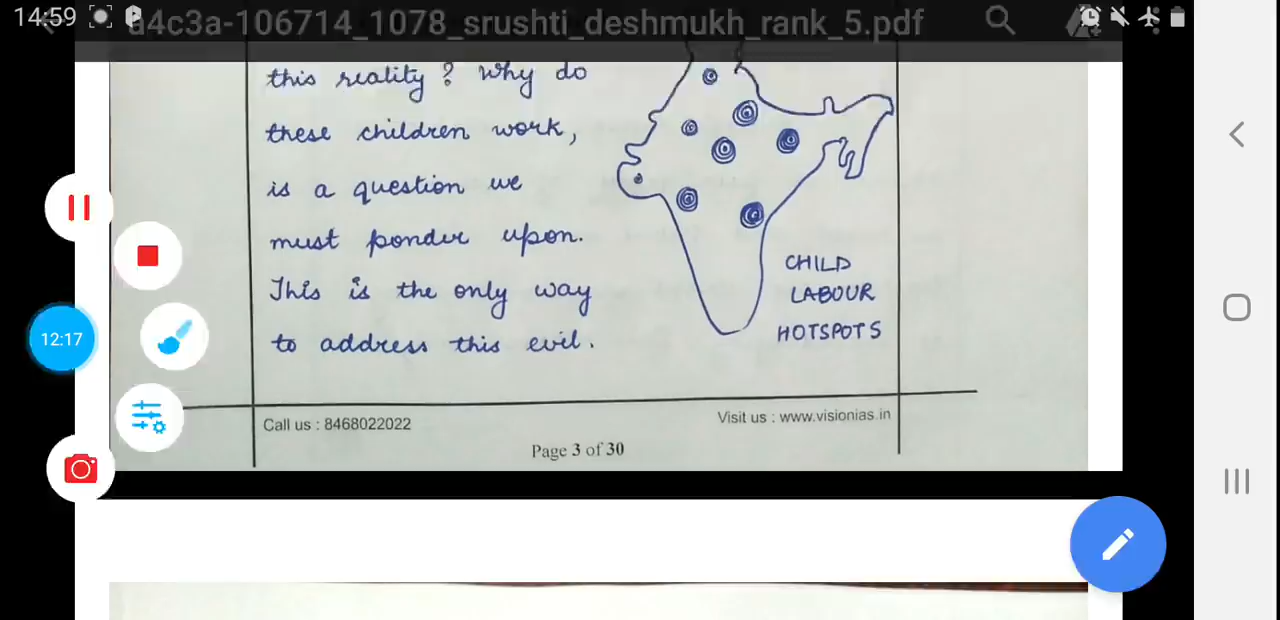 14:59
a4c3a-106714_1078_srushti_deshmukh_rank_5.pdf
this reality? Why do
these children work,
is a question we
must ponder upon.
This is the only way
to address this evil.
CHILD
LABOUR
HOTSPOTS
12:17
Call us : 8468022022
Visit us : www.visionias.in
Page 3 of 30